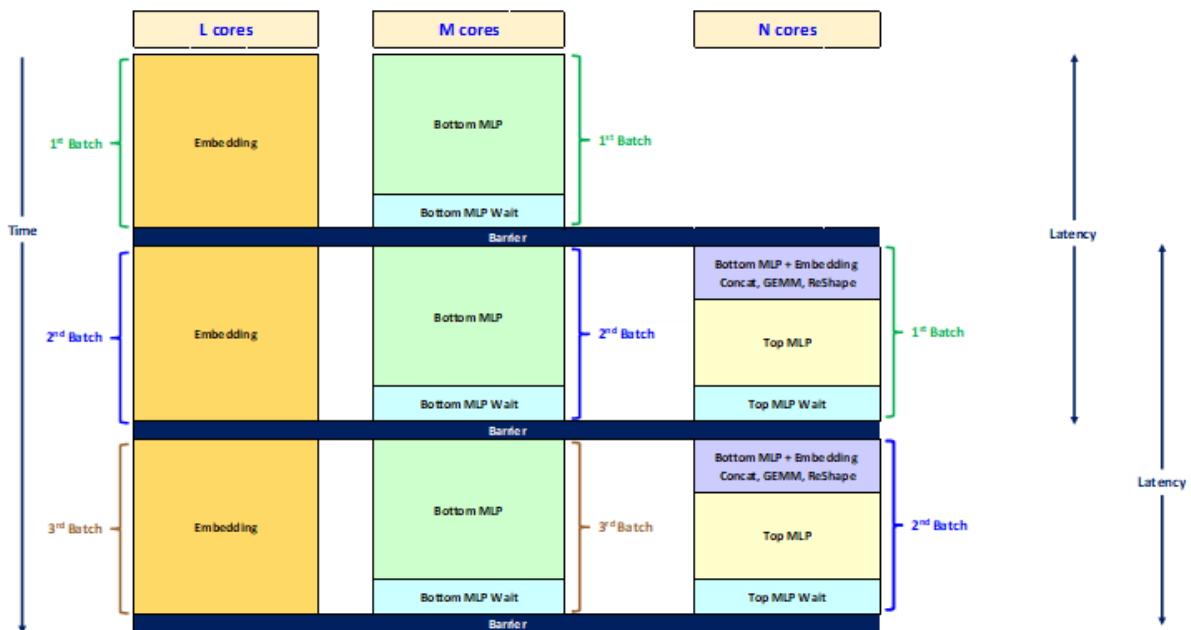 L cores
M cores
N cores
1st Batch
Embedding
Bottom MLP
Bottom MLP Wait
1st Batch
Time
Latency
Barrier
2nd Batch
Embedding
Bottom MLP
Bottom MLP Wait
2nd Batch
Bottom MLP + Embedding
Concat, GEMM, ReShape
Top MLP
Top MLP Wait
1st Batch
Barrier
3rd Batch
Embedding
Bottom MLP
Bottom MLP Wait
3rd Batch
Bottom MLP + Embedding
Concat, GEMM, ReShape
Top MLP
Top MLP Wait
2nd Batch
Latency
Barrier